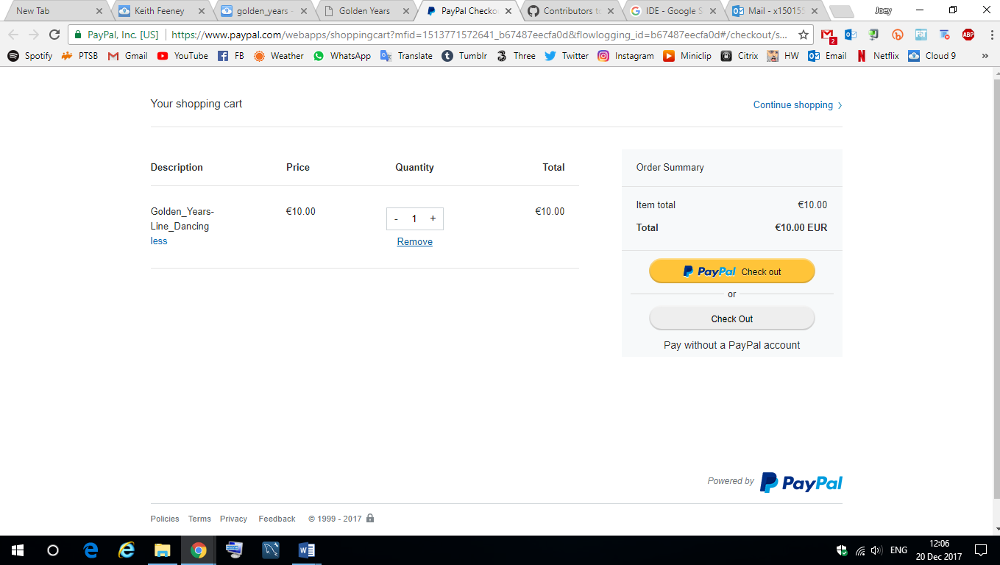 New Tab
Keith Feeney
golden_years -
Golden Years
PayPal Checko
Contributors t
IDE - Google S
Mail - x15015
Joey
PayPal, Inc. [US]
https://www.paypal.com/webapps/shoppingcart?mfid=1513771572641_b67487eecfa0d&flowlogging_id=b67487eecfa0d#/checkout/s...
2
ABP
Spotify
PTSB
Gmail
YouTube
FB
Weather
WhatsApp
Translate
Tumblr
Three
Twitter
Instagram
Miniclip
Citrix
HW
Email
Netflix
Cloud 9
»
Your shopping cart
Continue shopping
Description Price Quantity Total
Golden_Years- €10.00 - 1 + €10.00
Line_Dancing
less
Remove
Order Summary
Item total €10.00
Total €10.00 EUR
PayPal Check out
or
Check Out
Pay without a PayPal account
Powered by PayPal
Policies Terms Privacy Feedback © 1999 - 2017
ENG
12:06
20 Dec 2017